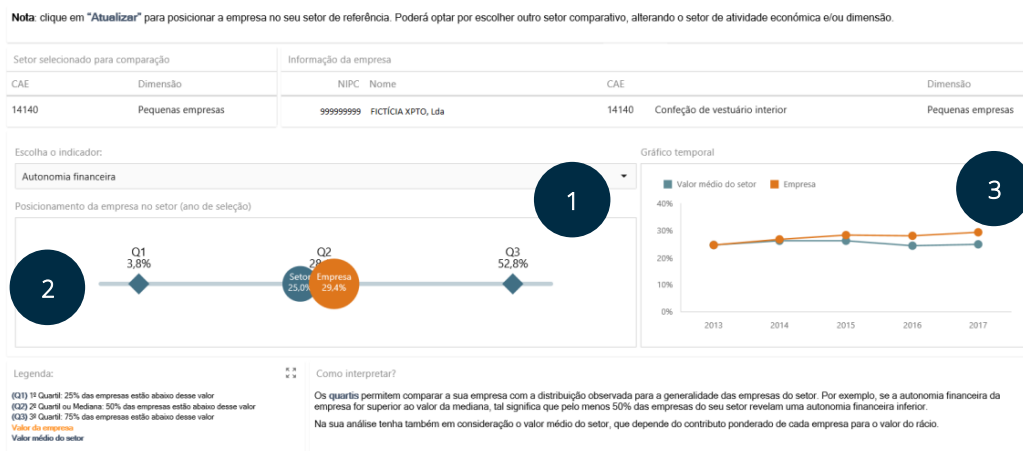 Nota: clique em "Atualizar" para posicionar a empresa no seu setor de referência. Poderá optar por escolher outro setor comparativo, alterando o setor de atividade económica e/ou dimensão.
Setor selecionado para comparação
CAE Dimensão
14140 Pequenas empresas
Informação da empresa
NIPC Nome CAE Dimensão
999999999 FICTÍCIA XPTO, Lda 14140 Confeção de vestuário interior Pequenas empresas
Escolha o indicador:
Autonomia financeira
1
Posicionamento da empresa no setor (ano de seleção)
2
Q1
3,8%
Q2
Setor
25,0%
Empresa
29,4%
Q3
52,8%
Gráfico temporal
3
Valor médio do setor Empresa
40%
30%
20%
10%
0%
2013 2014 2015 2016 2017
Legenda:
(Q1) 1º Quartil: 25% das empresas estão abaixo desse valor
(Q2) 2º Quartil ou Mediana: 50% das empresas estão abaixo desse valor
(Q3) 3º Quartil: 75% das empresas estão abaixo desse valor
Valor da empresa
Valor médio do setor
Como interpretar?
Os quartis permitem comparar a sua empresa com a distribuição observada para a generalidade das empresas do setor. Por exemplo, se a autonomia financeira da
empresa for superior ao valor da mediana, tal significa que pelo menos 50% das empresas do seu setor revelam uma autonomia financeira inferior.
Na sua análise tenha também em consideração o valor médio do setor, que depende do contributo ponderado de cada empresa para o valor do rácio.